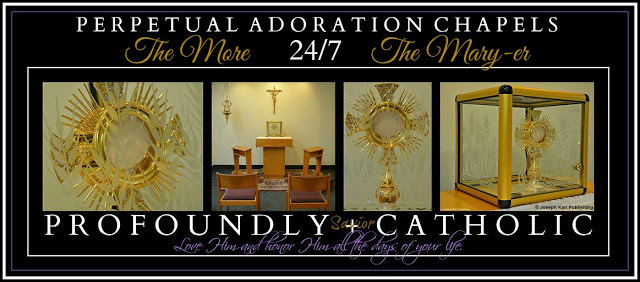 PERPETUAL ADORATION CHAPELS
The More 24/7 The Mary-er
© Joseph Karl Publishing
PROFOUNDLY Savior + CATHOLIC
Love Him and honor Him all the days of your life.